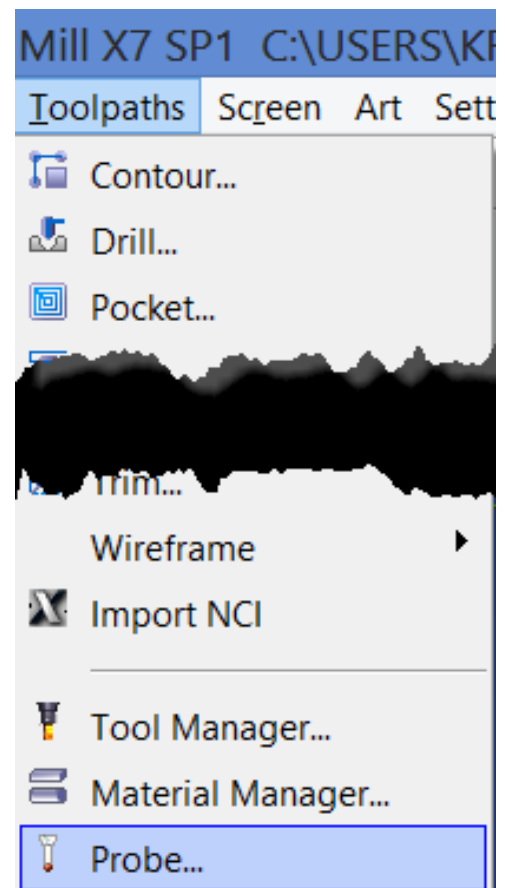 Mill X7 SP1 C:\USERS\KR
Toolpaths Screen Art Sett
Contour...
Drill...
Pocket...
Trim...
Wireframe
Import NCI
Tool Manager...
Material Manager...
Probe...